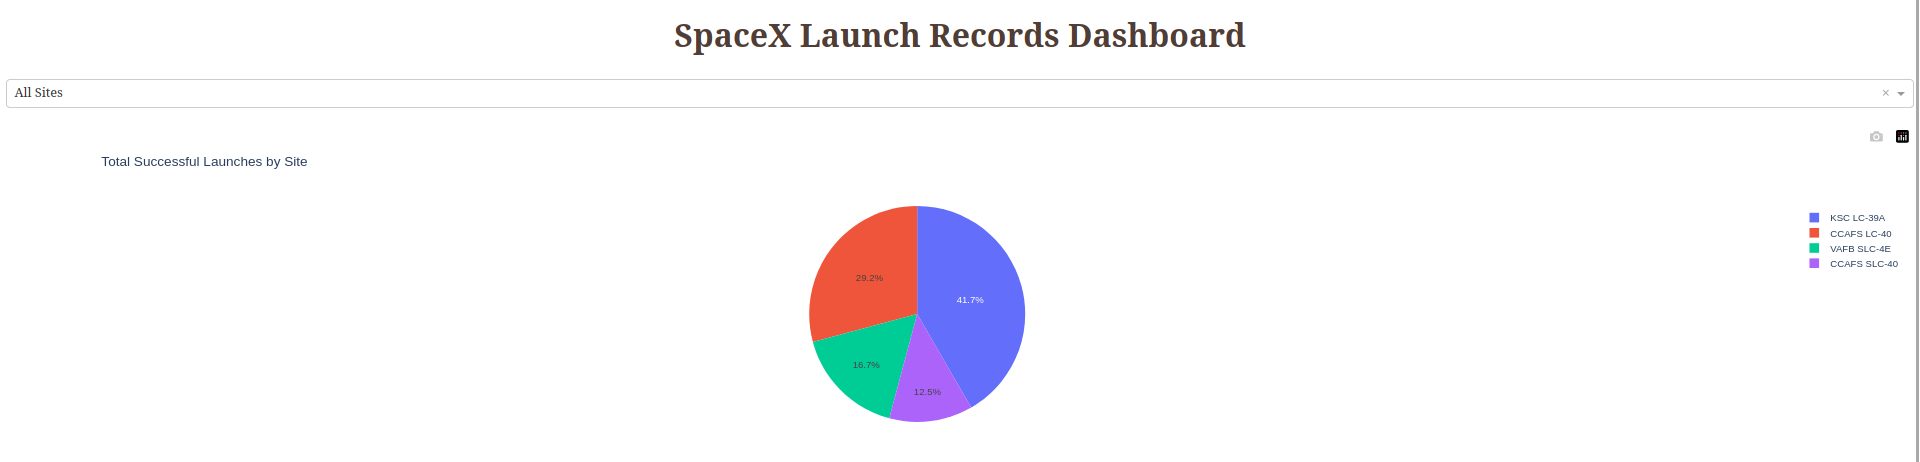 SpaceX Launch Records Dashboard
All Sites
Total Successful Launches by Site
KSC LC-39A
CCAFS LC-40
VAFB SLC-4E
CCAFS SLC-40
29.2%
41.7%
16.7%
12.5%